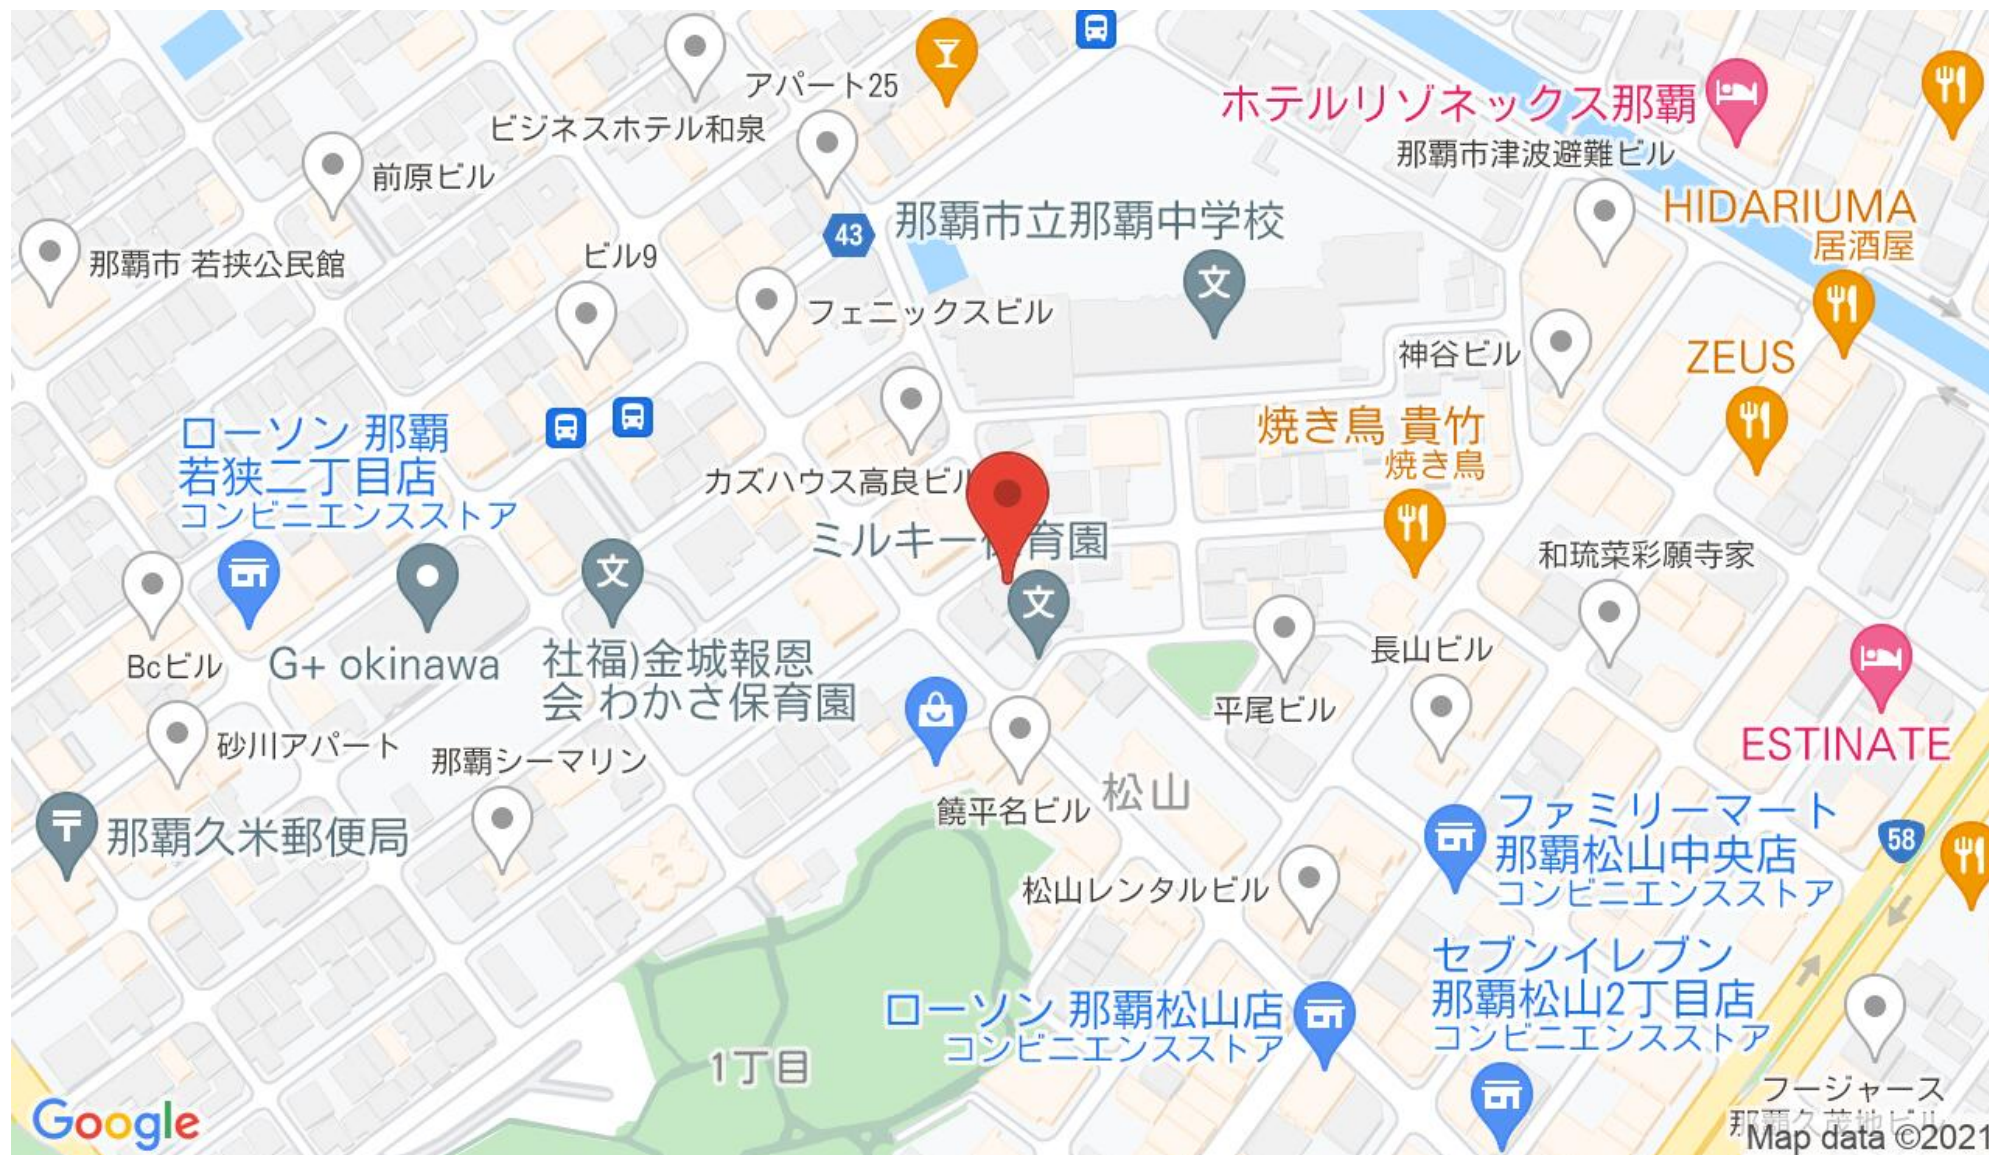 アパート25
ビジネスホテル和泉
ホテルリゾネックス那覇
那覇市津波避難ビル
前原ビル
HIDARIUMA
居酒屋
43
那覇市立那覇中学校
文
那覇市 若狭公民館
ビル9
フェニックスビル
神谷ビル
ZEUS
ローソン 那覇
若狭二丁目店
コンビニエンスストア
焼き鳥 貴竹
焼き鳥
カズハウス高良ビル
ミルキー保育園
文
文
和琉菜彩願寺家
Bcビル
G+ okinawa
社福)金城報恩
会 わかさ保育園
長山ビル
平尾ビル
ESTINATE
砂川アパート
那覇シーマリン
饒平名ビル
松山
〒
那覇久米郵便局
ファミリーマート
那覇松山中央店
コンビニエンスストア
58
松山レンタルビル
セブンイレブン
那覇松山2丁目店
コンビニエンスストア
ローソン 那覇松山店
コンビニエンスストア
1丁目
フージャース
那覇久茂地ビル
Google
Map data ©2021